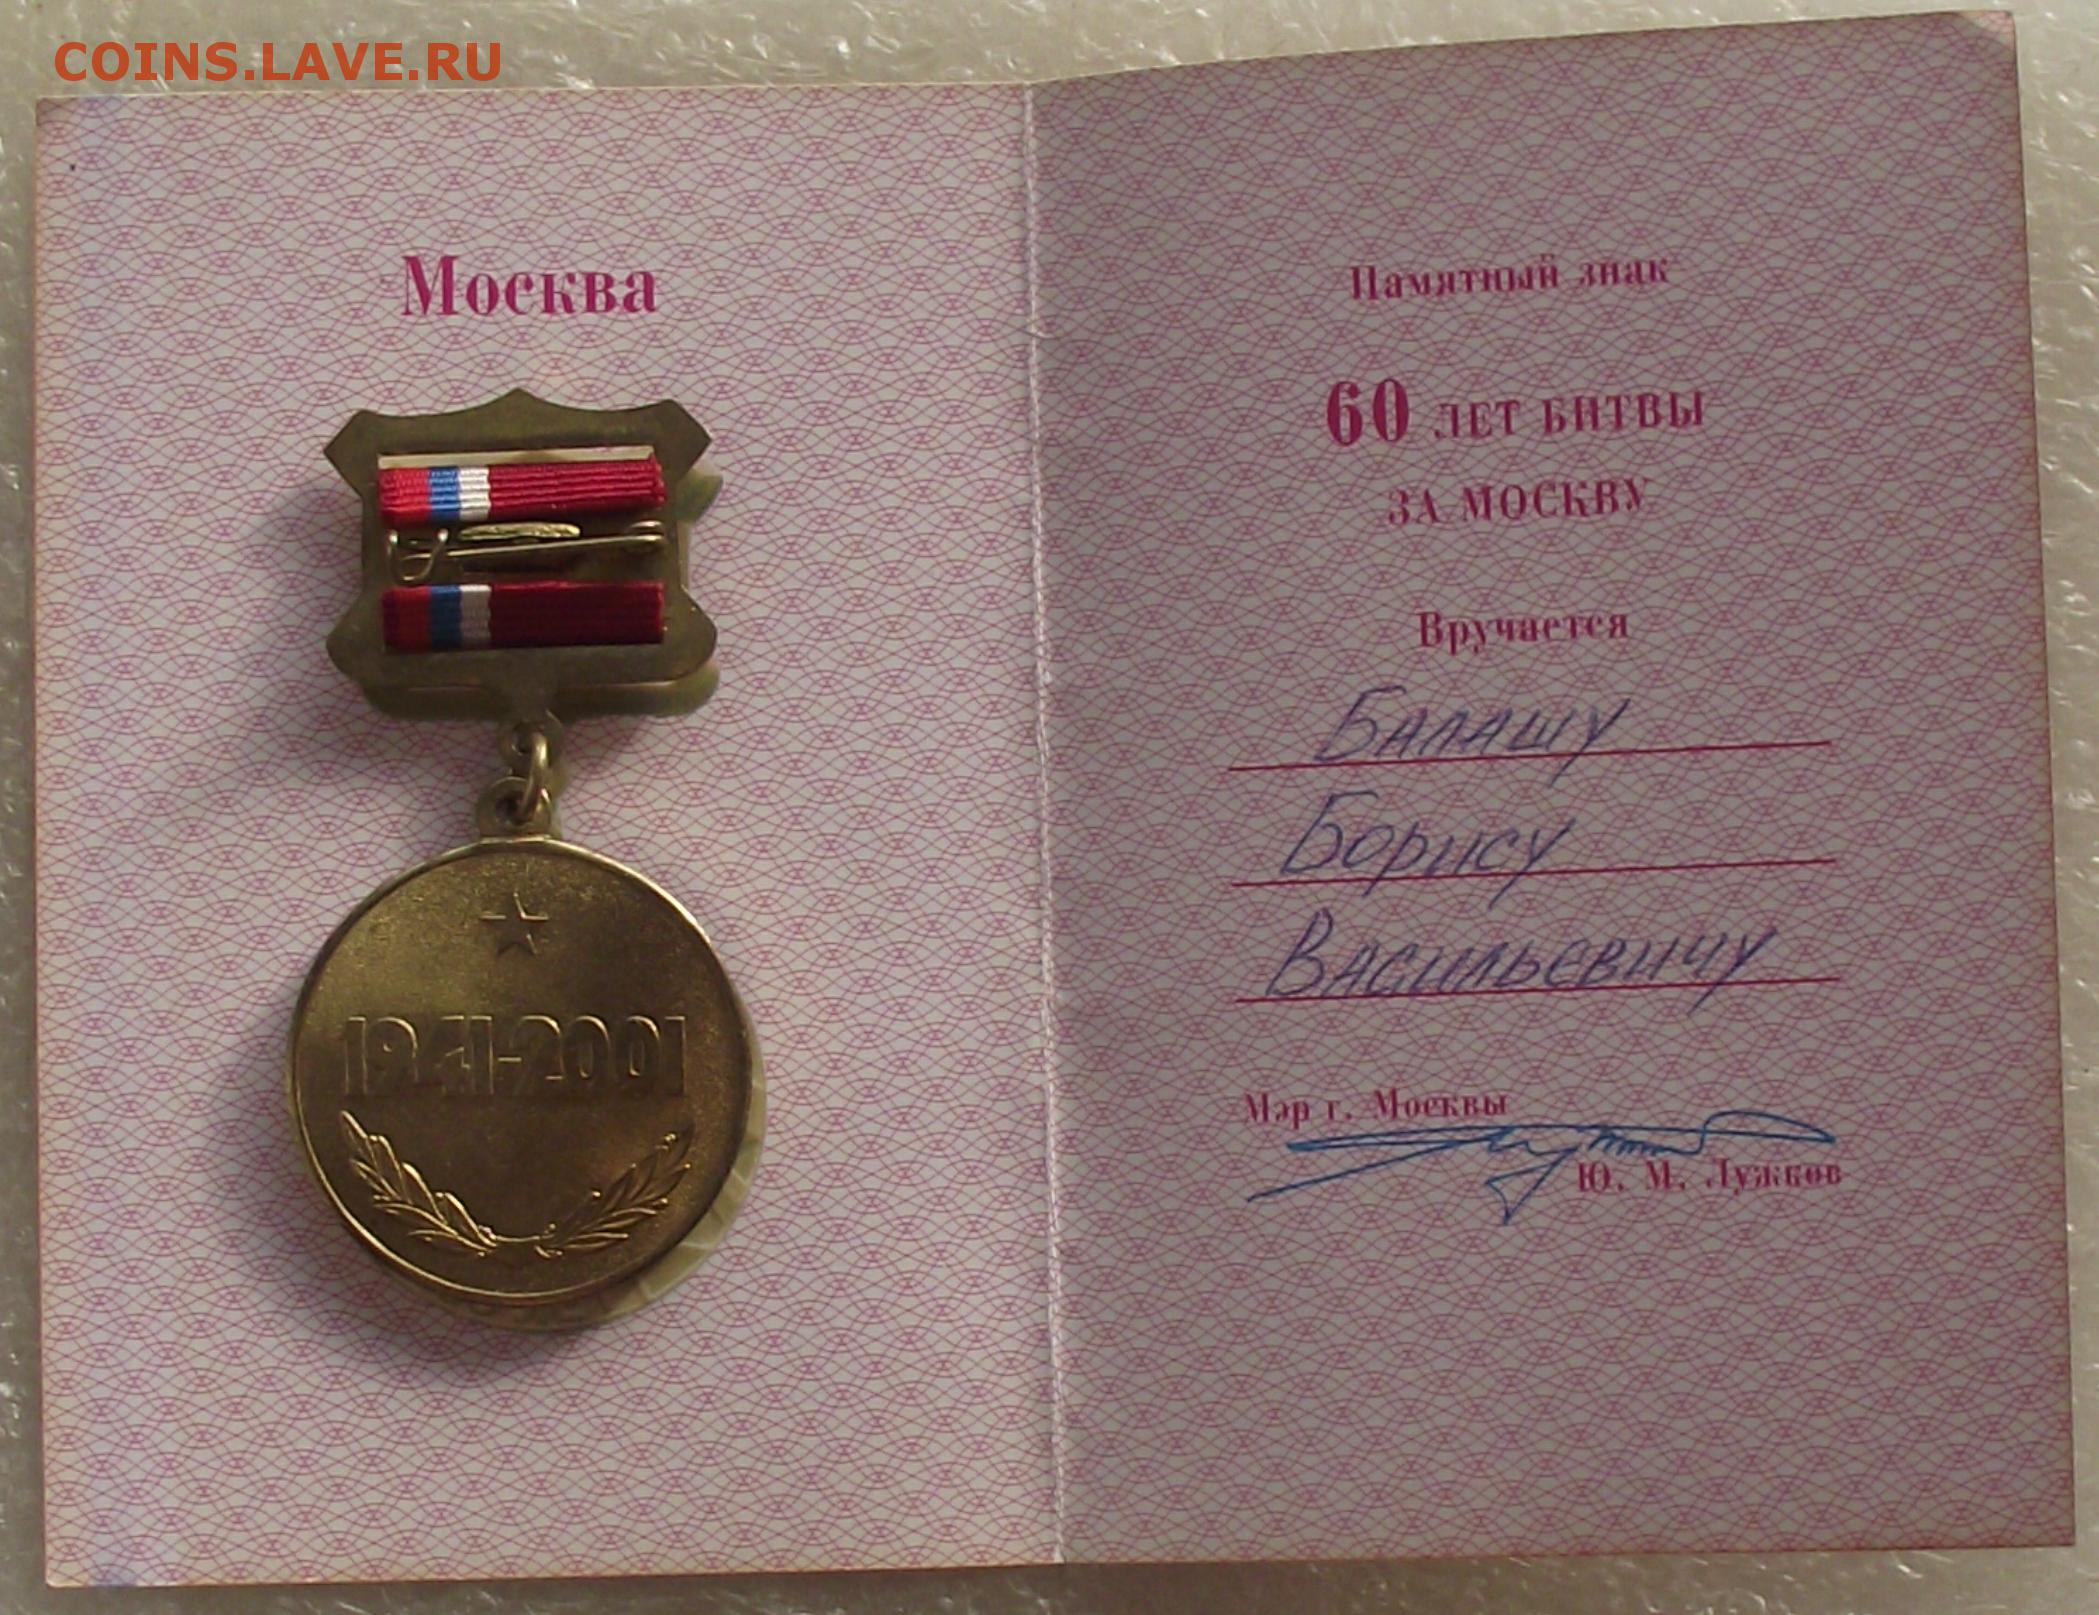 COINS.LAVE.RU
Москва
1941-2001
Памятный знак
60 ЛЕТ БИТВЫ
ЗА МОСКВУ
Вручается
Балашу
Борису
Васильевичу
Мэр г. Москвы
Ю. М. Лужков